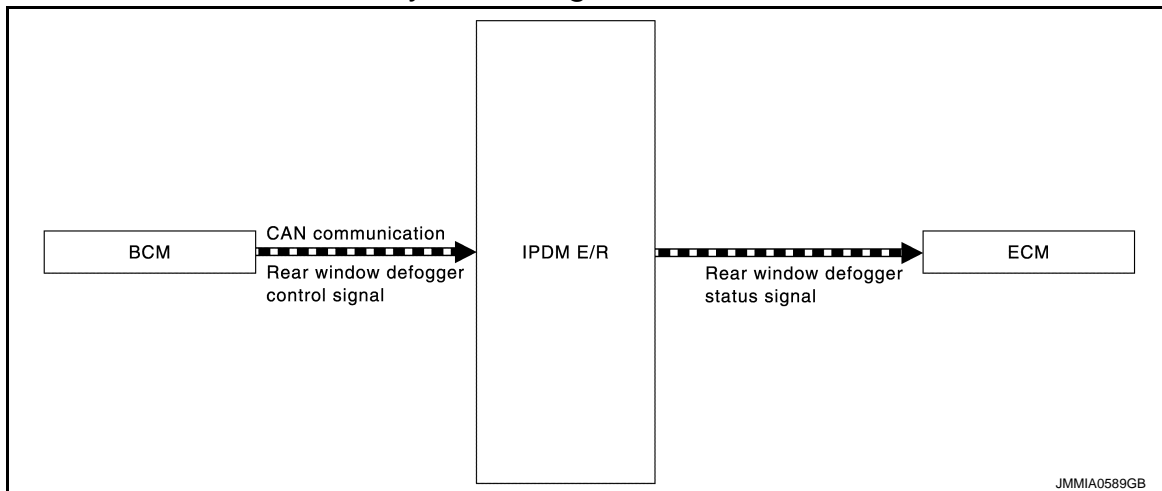 BCM
CAN communication
Rear window defogger
control signal
IPDM E/R
Rear window defogger
status signal
ECM
JMMIA0589GB